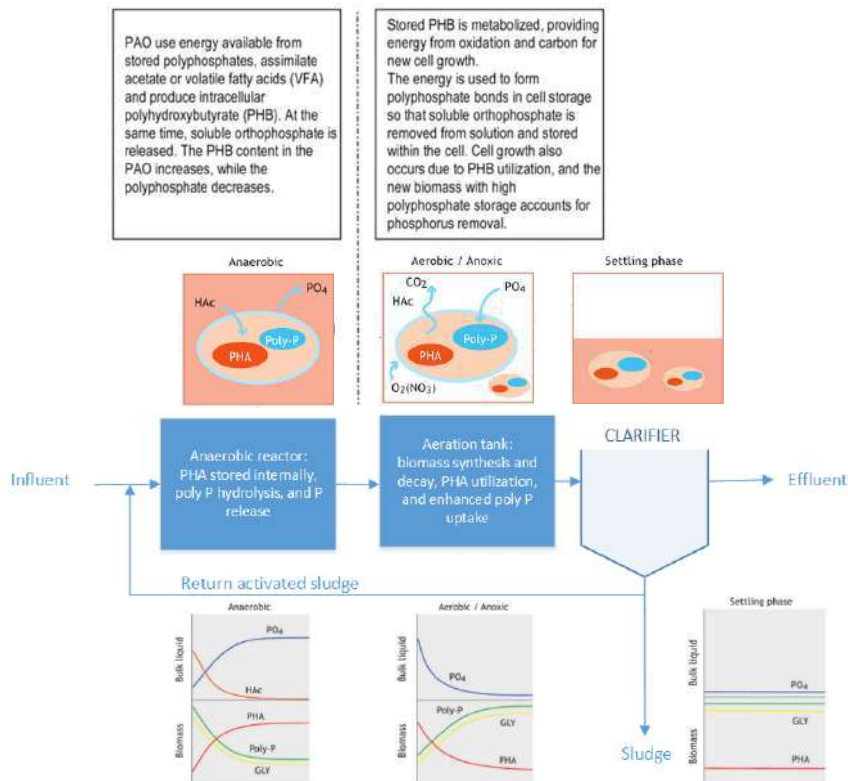 PAO use energy available from
stored polyphosphates, assimilate
acetate or volatile fatty acids (VFA)
and produce intracellular
polyhydroxybutyrate (PHB). At the
same time, soluble orthophosphate is
released. The PHB content in the
PAO increases, while the
polyphosphate decreases.
Stored PHB is metabolized, providing
energy from oxidation and carbon for
new cell growth.
The energy is used to form
polyphosphate bonds in cell storage
so that soluble orthophosphate is
removed from solution and stored
within the cell. Cell growth also
occurs due to PHB utilization, and the
new biomass with high
polyphosphate storage accounts for
phosphorus removal.
Anaerobic
HAc
PO4
Poly-P
PHA
Aerobic / Anoxic
CO2
HAc
PO4
Poly-P
PHA
O2(NO3)
Settling phase
Influent
Anaerobic reactor:
PHA stored internally,
poly P hydrolysis, and P
release
Aeration tank:
biomass synthesis and
decay, PHA utilization,
and enhanced poly P
uptake
CLARIFIER
Effluent
Return activated sludge
Sludge
Anaerobic
Bulk liquid
Biomass
PO4
HAc
PHA
Poly-P
GLY
Aerobic / Anoxic
Bulk liquid
Biomass
PO4
Poly-P
GLY
PHA
Settling phase
Bulk liquid
Biomass
PO4
GLY
PHA